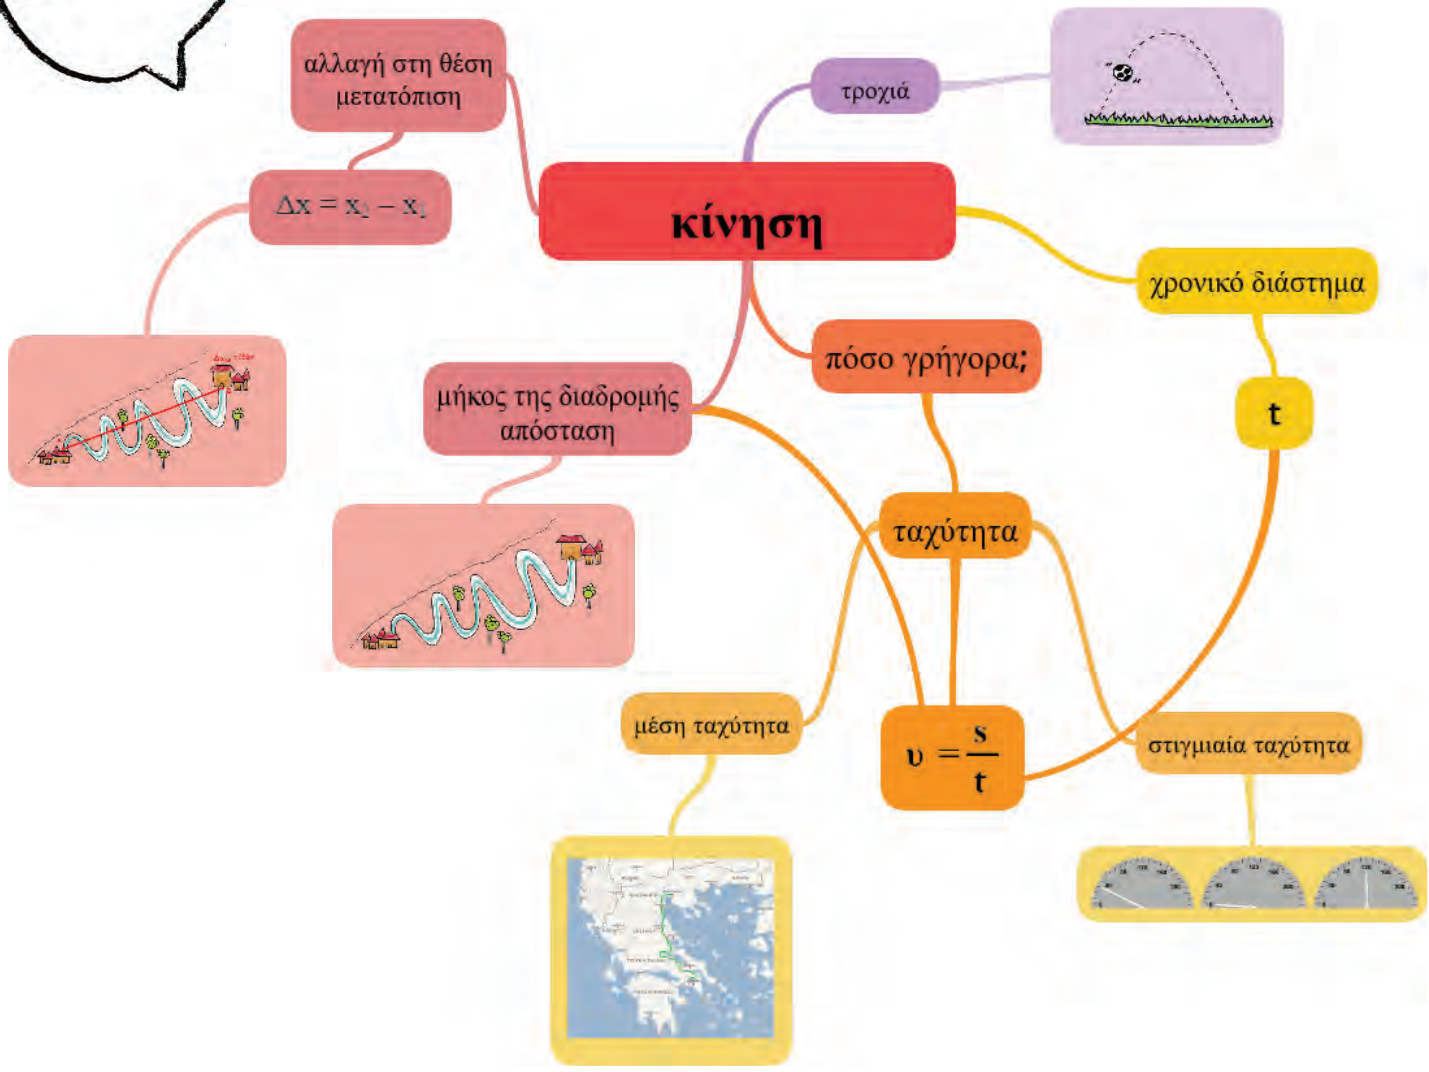 αλλαγή στη θέση
μετατόπιση
τροχιά
Δx = x₂ – x₁
κίνηση
χρονικό διάστημα
πόσο γρήγορα;
μήκος της διαδρομής
απόσταση
t
ταχύτητα
μέση ταχύτητα
υ = s
t
στιγμιαία ταχύτητα